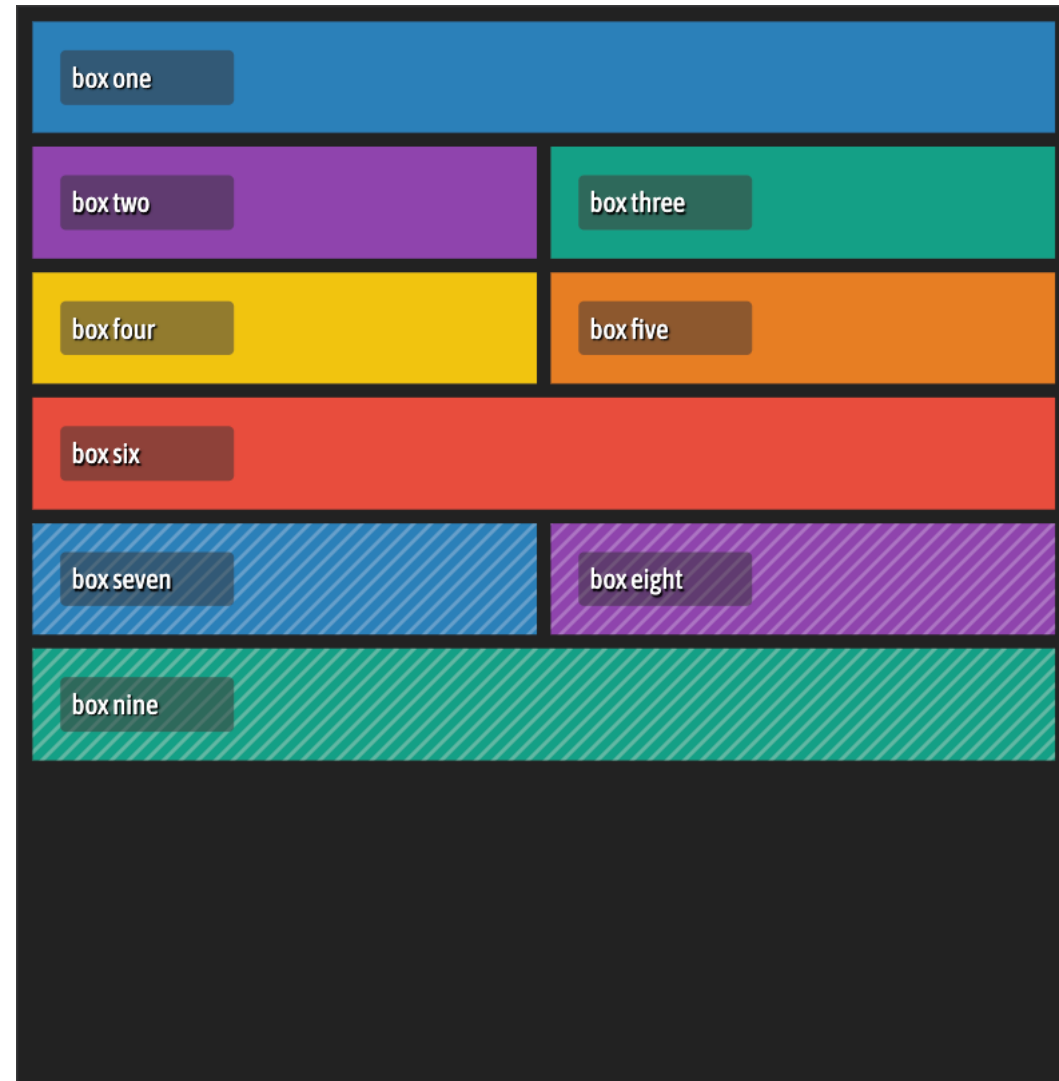 box one
box two
box three
box four
box five
box six
box seven
box eight
box nine